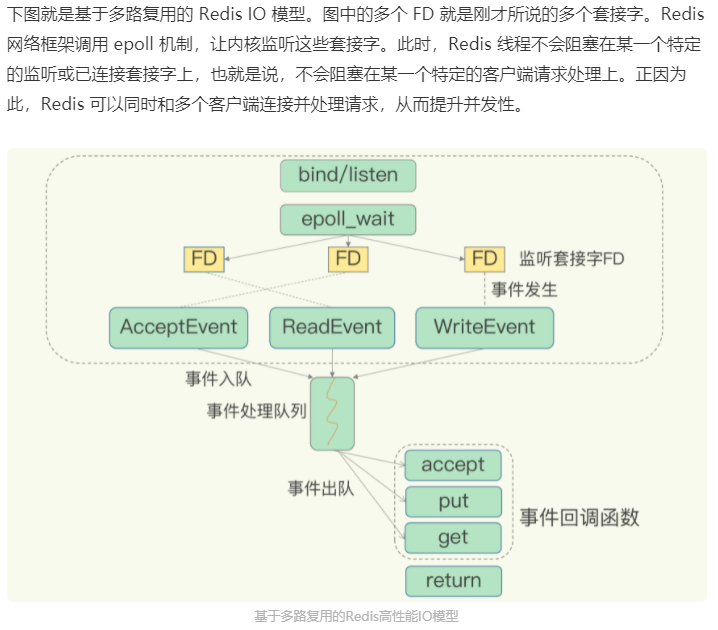 下图就是基于多路复用的 Redis IO 模型。图中的多个 FD 就是刚才所说的多个套接字。Redis
网络框架调用 epoll 机制，让内核监听这些套接字。此时，Redis 线程不会阻塞在某一个特定
的监听或已连接套接字上，也就是说，不会阻塞在某一个特定的客户端请求处理上。正因为
此，Redis 可以同时和多个客户端连接并处理请求，从而提升并发性。
bind/listen
epoll_wait
FD
FD
FD
监听套接字FD
事件发生
AcceptEvent
ReadEvent
WriteEvent
事件入队
事件处理队列
事件出队
accept
put
get
事件回调函数
return
基于多路复用的Redis高性能IO模型